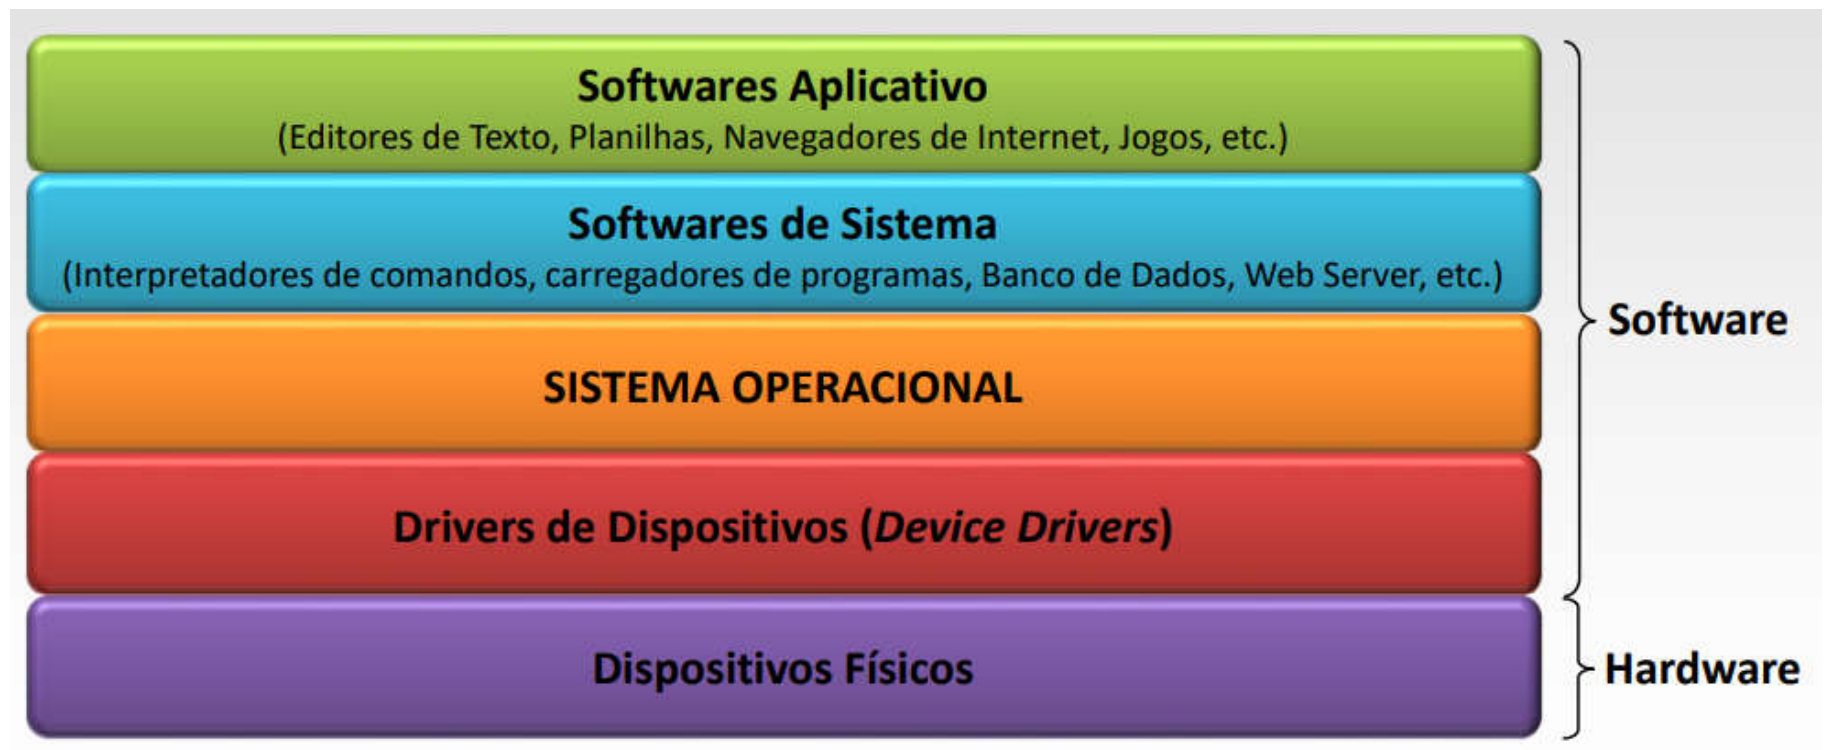 Softwares Aplicativo
(Editores de Texto, Planilhas, Navegadores de Internet, Jogos, etc.)
Softwares de Sistema
(Interpretadores de comandos, carregadores de programas, Banco de Dados, Web Server, etc.)
Software
SISTEMA OPERACIONAL
Drivers de Dispositivos (Device Drivers)
Dispositivos Físicos
Hardware